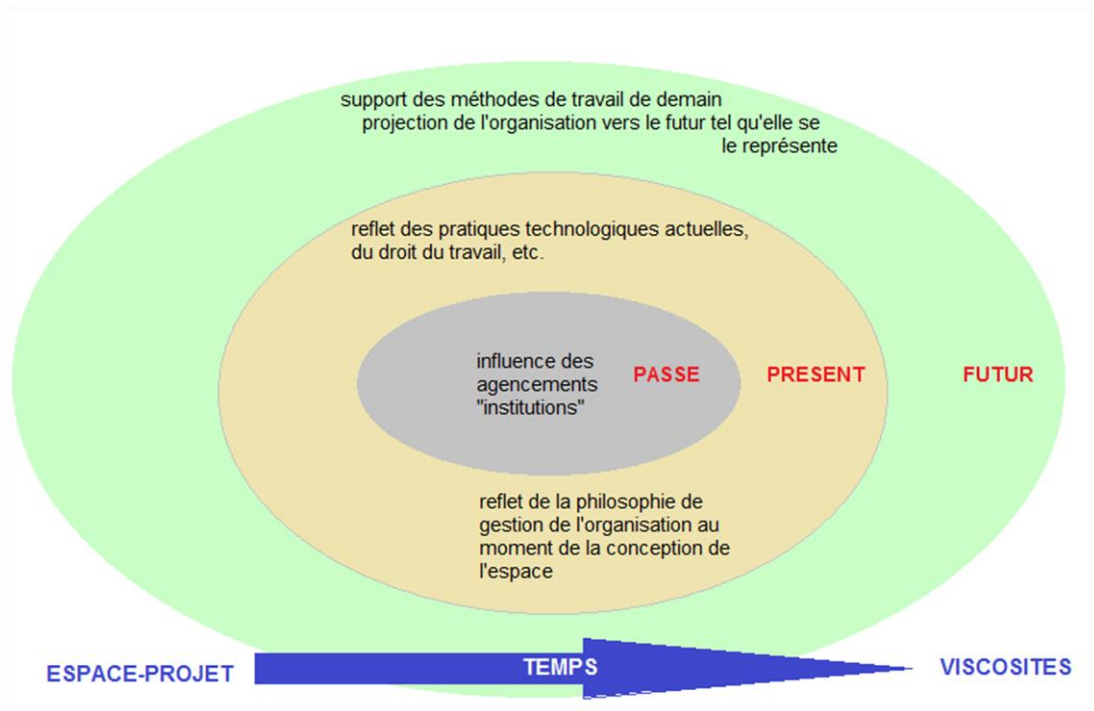 support des méthodes de travail de demain
projection de l'organisation vers le futur tel qu'elle se
le représente
reflet des pratiques technologiques actuelles,
du droit du travail, etc.
influence des
agencements
"institutions"
PASSE
PRESENT
FUTUR
reflet de la philosophie de
gestion de l'organisation au
moment de la conception de
l'espace
ESPACE-PROJET
TEMPS
VISCOSITES